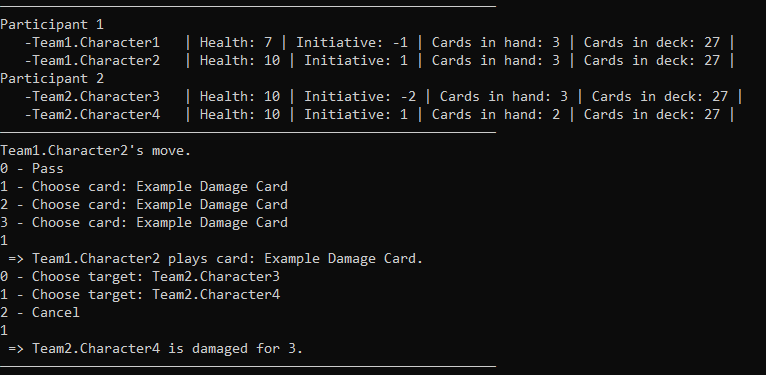 Participant 1
-Team1.Character1 | Health: 7 | Initiative: -1 | Cards in hand: 3 | Cards in deck: 27 |
-Team1.Character2 | Health: 10 | Initiative: 1 | Cards in hand: 3 | Cards in deck: 27 |
Participant 2
-Team2.Character3 | Health: 10 | Initiative: -2 | Cards in hand: 3 | Cards in deck: 27 |
-Team2.Character4 | Health: 10 | Initiative: 1 | Cards in hand: 2 | Cards in deck: 27 |
Team1.Character2's move.
0 - Pass
1 - Choose card: Example Damage Card
2 - Choose card: Example Damage Card
3 - Choose card: Example Damage Card
1
=> Team1.Character2 plays card: Example Damage Card.
0 - Choose target: Team2.Character3
1 - Choose target: Team2.Character4
2 - Cancel
1
=> Team2.Character4 is damaged for 3.